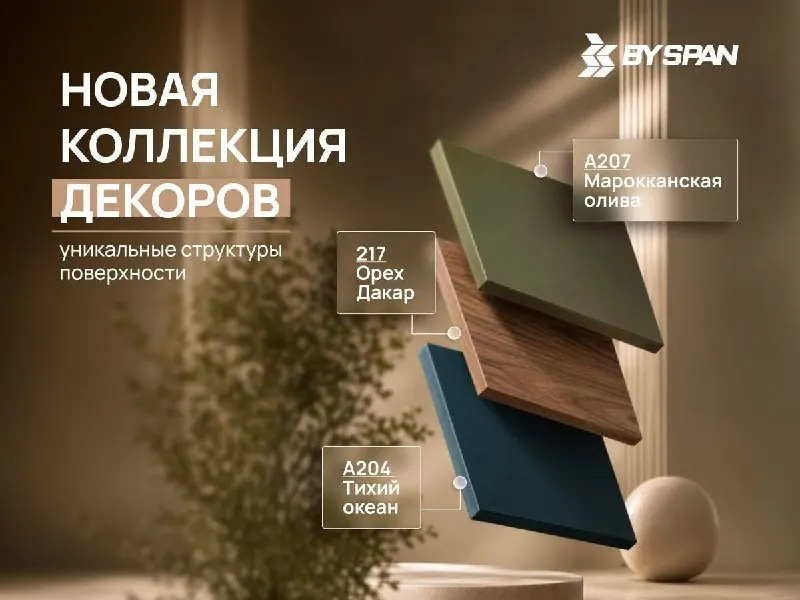 НОВАЯ
КОЛЛЕКЦИЯ
ДЕКОРОВ
уникальные структуры
поверхности
BYSPAN
A207
Марокканская
олива
217
Орех
Дакар
A204
Тихий
океан